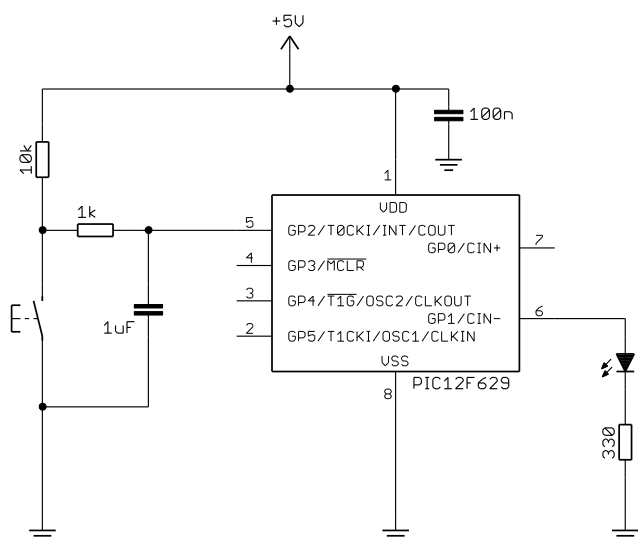 +5V
100n
10k
1k
1
VDD
5
GP2/T0CKI/INT/COUT
7
GP0/CIN+
4
GP3/MCLR
3
GP4/T1G/OSC2/CLKOUT
6
GP1/CIN-
1uF
2
GP5/T1CKI/OSC1/CLKIN
VSS
PIC12F629
8
330